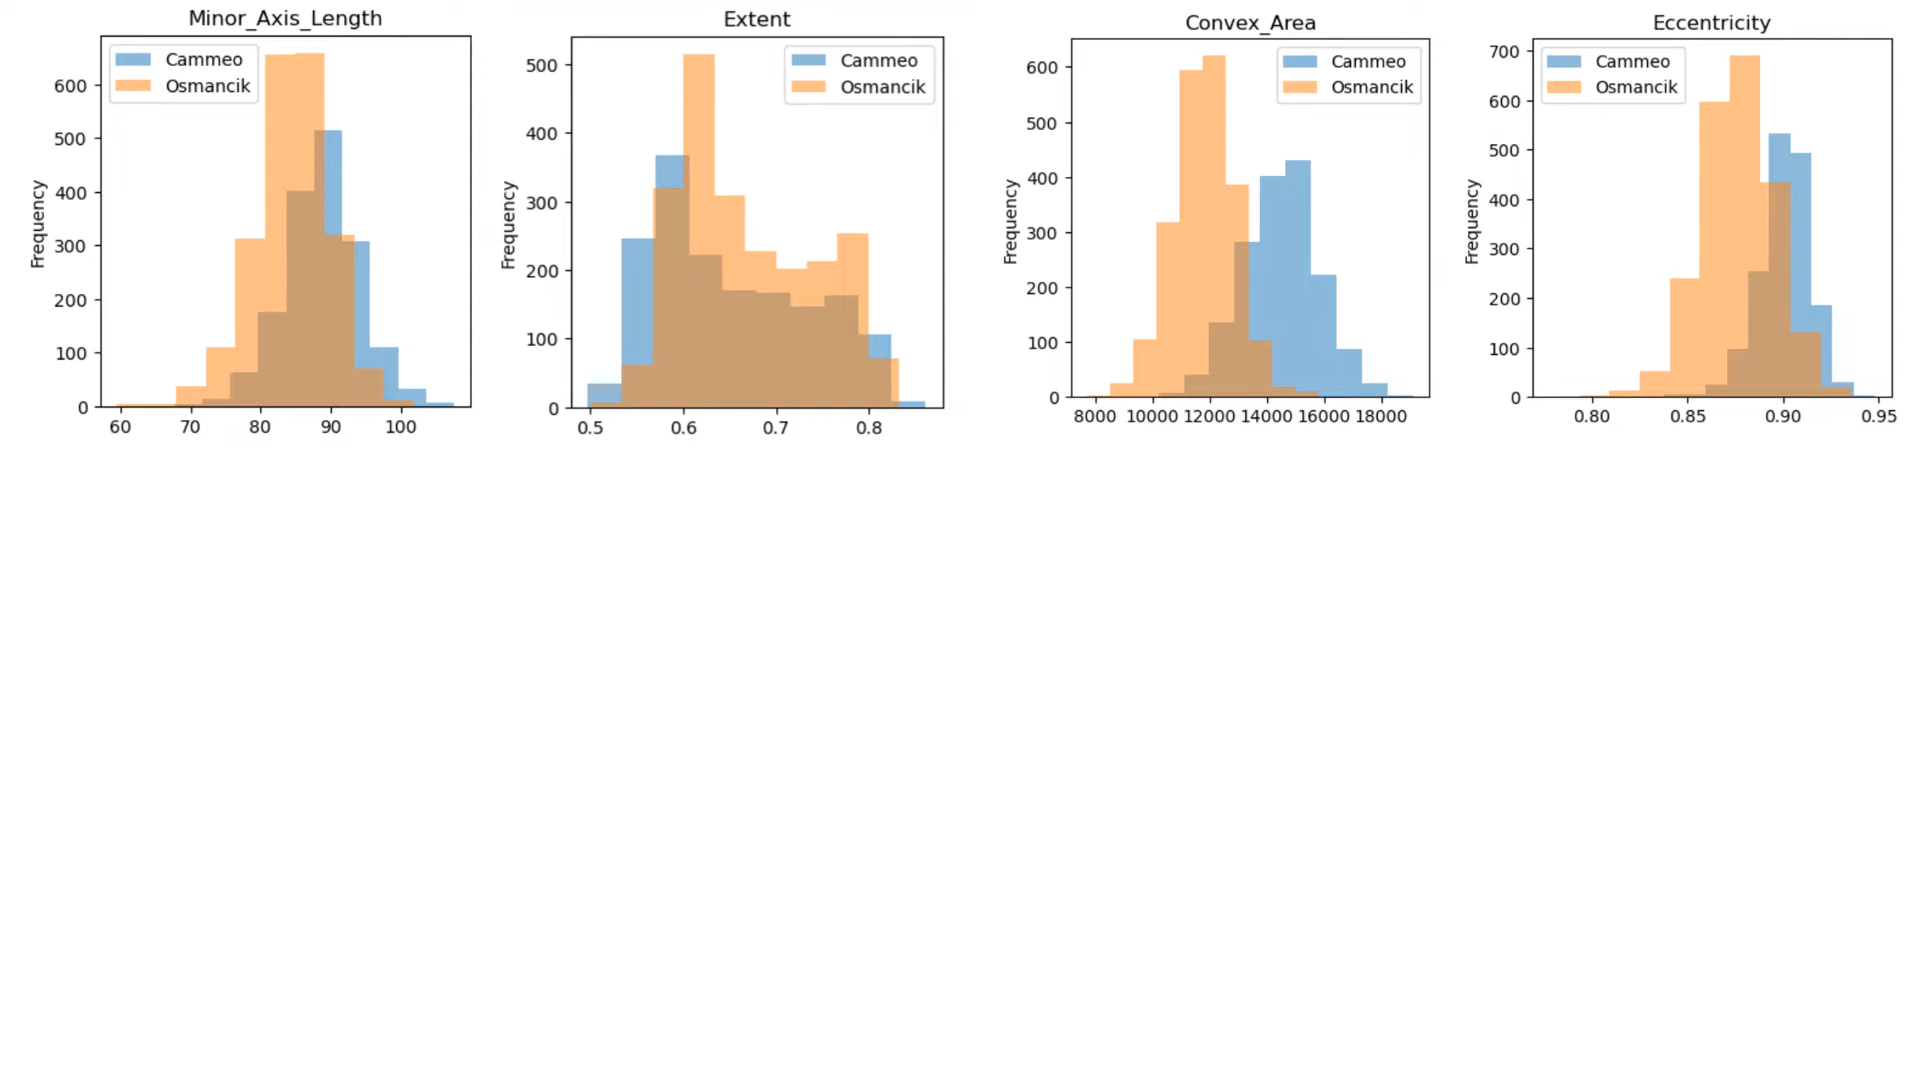 Minor_Axis_Length
Cammeo
Osmancik
Frequency
600
500
400
300
200
100
0
60 70 80 90 100
Extent
Cammeo
Osmancik
Frequency
500
400
300
200
100
0
0.5 0.6 0.7 0.8
Convex_Area
Cammeo
Osmancik
Frequency
600
500
400
300
200
100
0
8000 10000 12000 14000 16000 18000
Eccentricity
Cammeo
Osmancik
Frequency
700
600
500
400
300
200
100
0
0.80 0.85 0.90 0.95